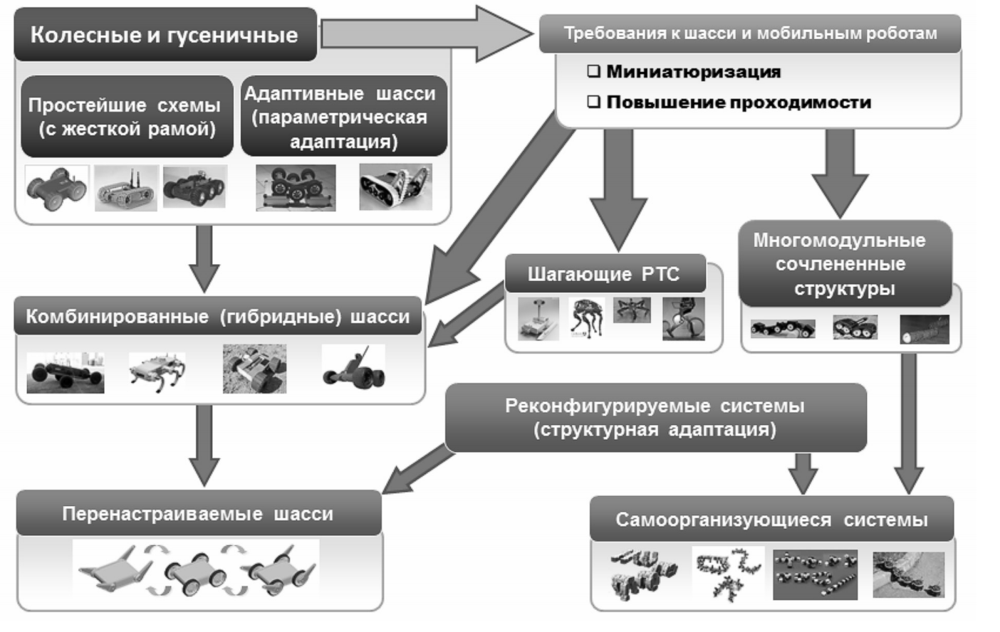 Колесные и гусеничные
Требования к шасси и мобильным роботам
❑ Миниатюризация
❑ Повышение проходимости
Простейшие схемы
(с жесткой рамой)
Адаптивные шасси
(параметрическая
адаптация)
Многомодульные
сочлененные
структуры
Шагающие РТС
Комбинированные (гибридные) шасси
Реконфигурируемые системы
(структурная адаптация)
Перенастраиваемые шасси
Самоорганизующиеся системы